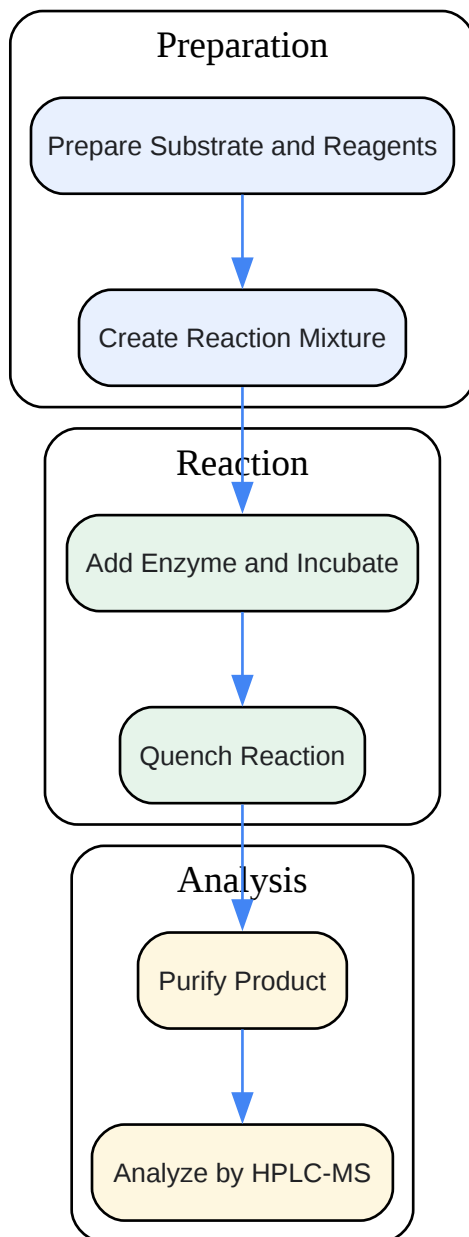 Preparation
Prepare Substrate and Reagents
Create Reaction Mixture
Reaction
Add Enzyme and Incubate
Quench Reaction
Analysis
Purify Product
Analyze by HPLC-MS